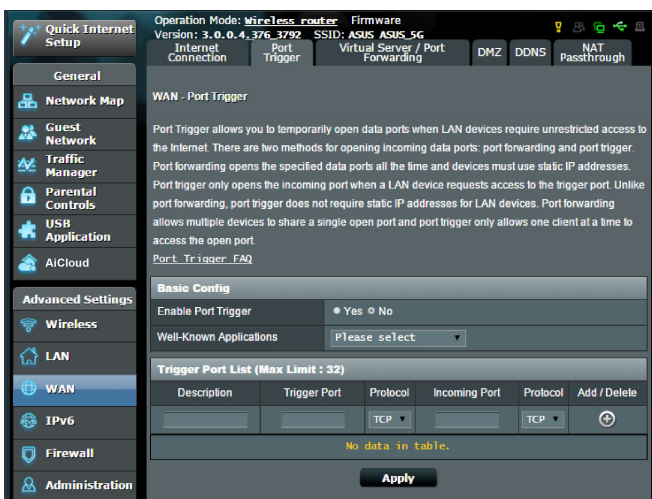 Quick Internet
Setup
General
Network Map
Guest
Network
Traffic
Manager
Parental
Controls
USB
Application
AiCloud
Advanced Settings
Wireless
LAN
WAN
IPv6
Firewall
Administration
Operation Mode: Wireless router Firmware
Version: 3.0.0.4.376_3792 SSID: ASUS ASUS_5G
Internet
Connection
Port
Trigger
Virtual Server / Port
Forwarding
DMZ
DDNS
NAT
Passthrough
WAN - Port Trigger
Port Trigger allows you to temporarily open data ports when LAN devices require unrestricted access to
the Internet. There are two methods for opening incoming data ports: port forwarding and port trigger.
Port forwarding opens the specified data ports all the time and devices must use static IP addresses.
Port trigger only opens the incoming port when a LAN device requests access to the trigger port. Unlike
port forwarding, port trigger does not require static IP addresses for LAN devices. Port forwarding
allows multiple devices to share a single open port and port trigger only allows one client at a time to
access the open port.
Port Trigger FAQ
Basic Config
Enable Port Trigger Yes No
Well-Known Applications Please select
Trigger Port List (Max Limit : 32)
Description Trigger Port Protocol Incoming Port Protocol Add / Delete
TCP TCP
No data in table.
Apply